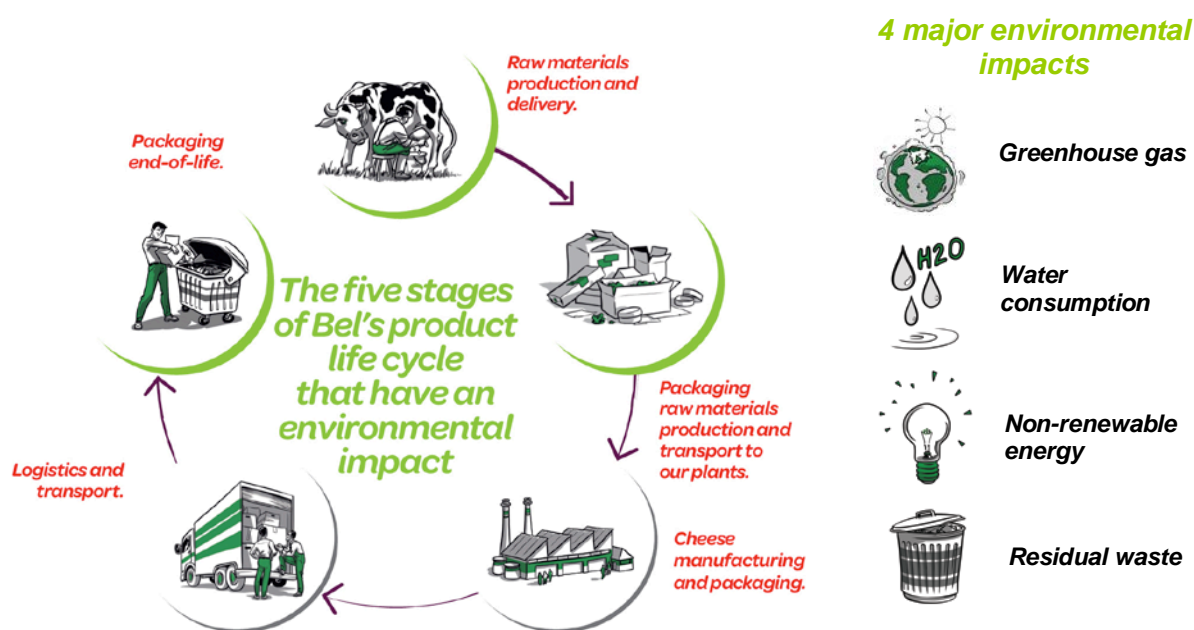 4 major environmental
impacts
Raw materials
production and
delivery.
Packaging
end-of-life.
Greenhouse gas
The five stages
of Bel's product
life cycle
that have an
environmental
impact
H2O
Water
consumption
Packaging
raw materials
production and
transport to
our plants.
Non-renewable
energy
Logistics and
transport.
Cheese
manufacturing
and packaging.
Residual waste